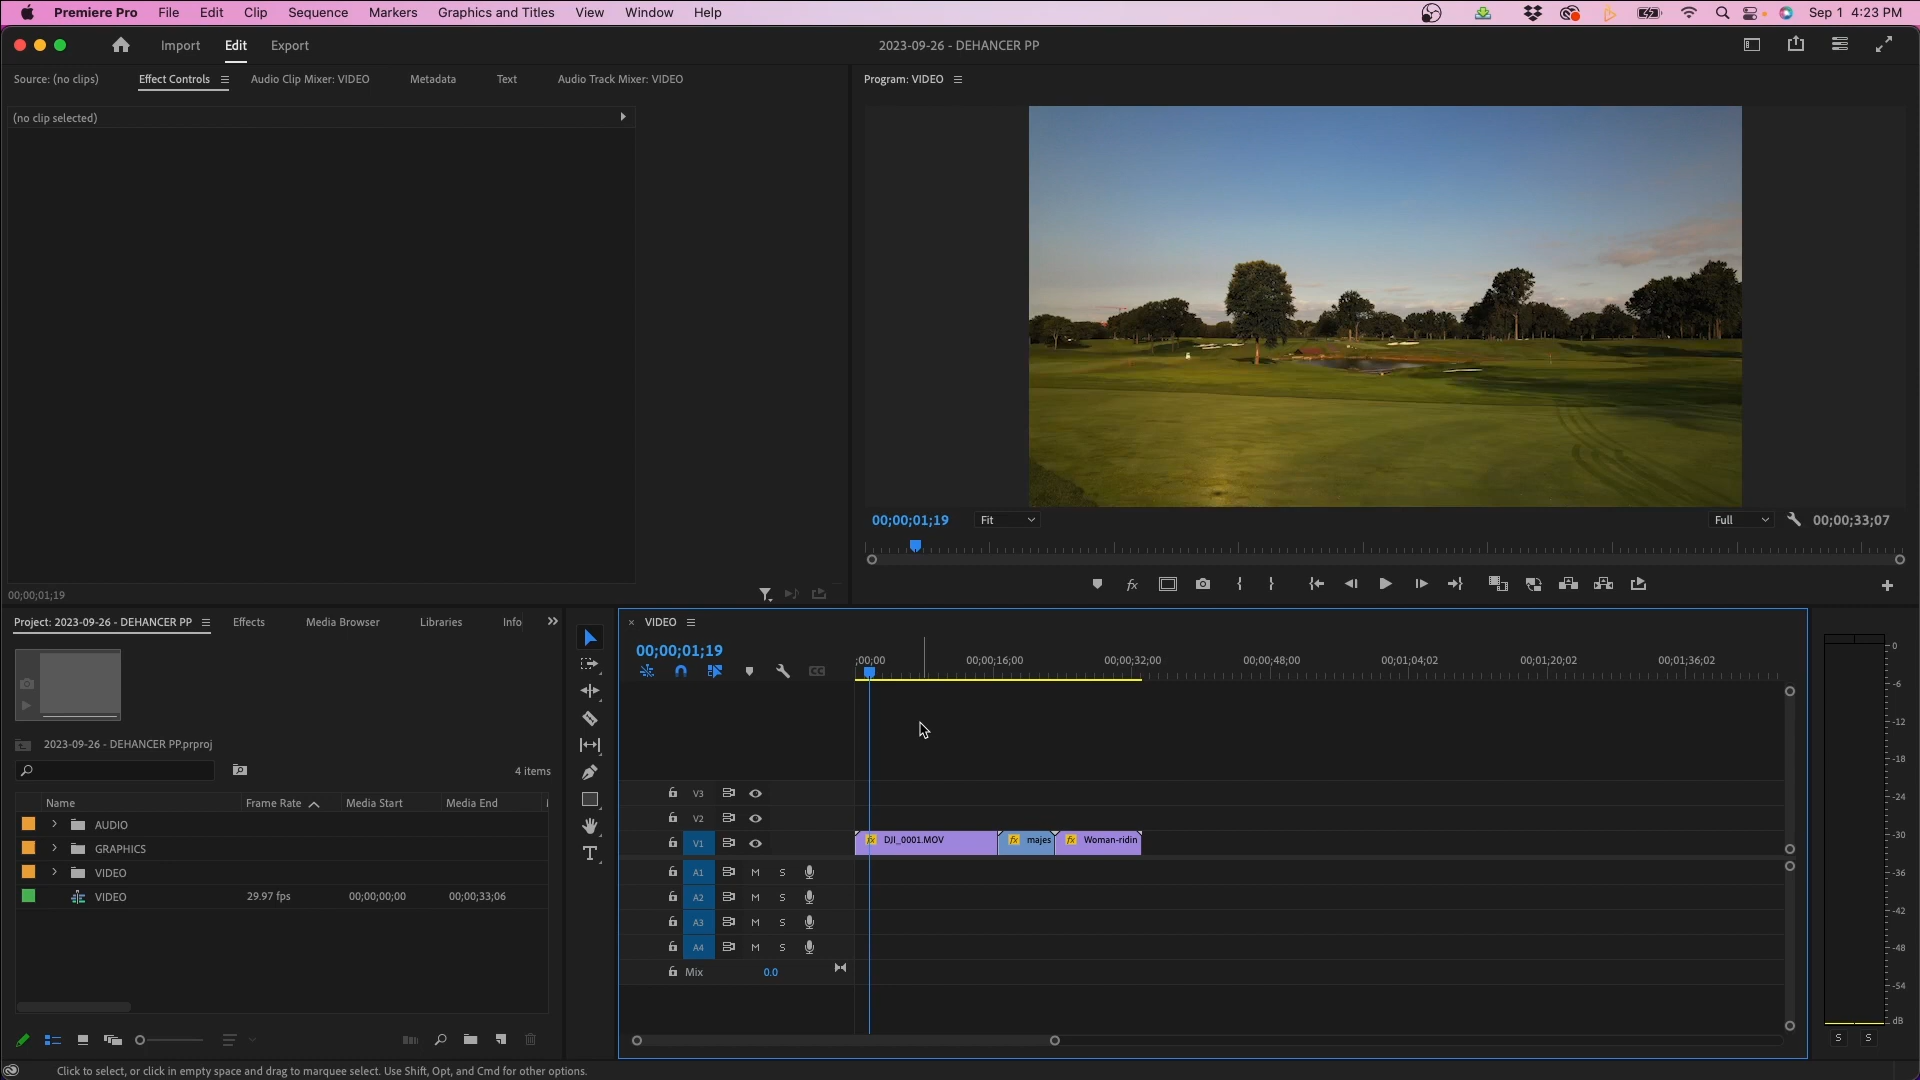 Premiere Pro File Edit Clip Sequence Markers Graphics and Titles View Window Help Sep 1 4:23 PM
Import Edit Export 2023-09-26 - DEHANCER PP
Source: (no clips) Effect Controls Audio Clip Mixer: VIDEO Metadata Text Audio Track Mixer: VIDEO
Program: VIDEO
(no clip selected)
00;00;01;19 Fit Full 00;00;33;07
00;00;01;19
Project: 2023-09-26 - DEHANCER PP Effects Media Browser Libraries Info
2023-09-26 - DEHANCER PP.prproj
4 items
Name Frame Rate Media Start Media End
AUDIO
GRAPHICS
VIDEO
VIDEO 29.97 fps 00;00;00;00 00;00;33;06
VIDEO
00;00;01;19
;00;00 00;00;16;00 00;00;32;00 00;00;48;00 00;01;04;02 00;01;20;02 00;01;36;02
CC
V3
V2
V1 fx DJI_0001.MOV fx majes fx Woman-ridin
A1 M S
A2 M S
A3 M S
A4 M S
Mix 0.0
0
-6
-12
-18
-24
-30
-36
-42
-48
-54
dB
S S
Click to select, or click in empty space and drag to marquee select. Use Shift, Opt, and Cmd for other options.